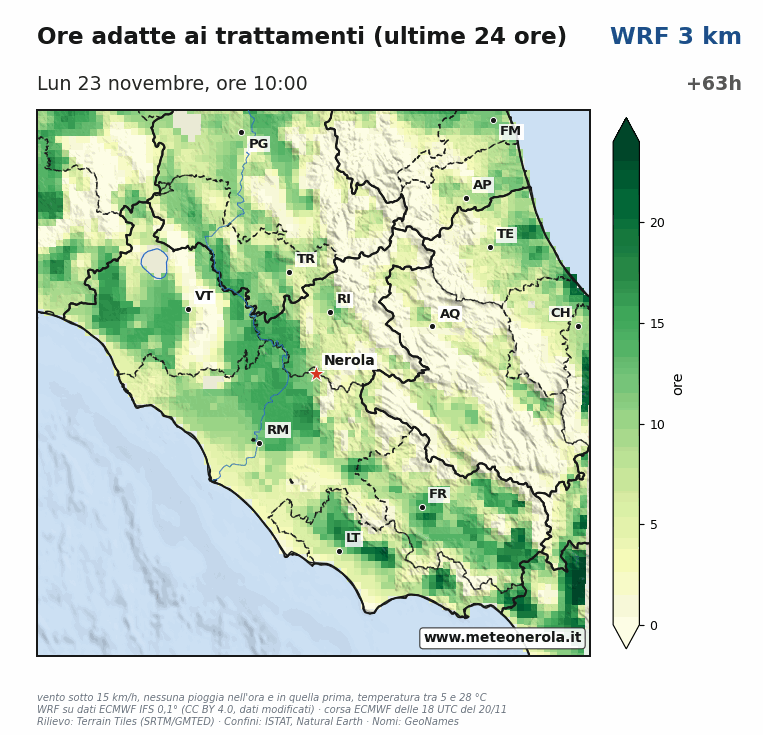 Ore adatte ai trattamenti (ultime 24 ore)
WRF 3 km
Lun 23 novembre, ore 10:00
+63h
PG
FM
AP
TE
TR
VT
RI
AQ
CH
Nerola
RM
FR
LT
www.meteonerola.it
20
15
10
5
0
ore
vento sotto 15 km/h, nessuna pioggia nell'ora e in quella prima, temperatura tra 5 e 28 °C
WRF su dati ECMWF IFS 0,1° (CC BY 4.0, dati modificati) · corsa ECMWF delle 18 UTC del 20/11
Rilievo: Terrain Tiles (SRTM/GMTED) · Confini: ISTAT, Natural Earth · Nomi: GeoNames